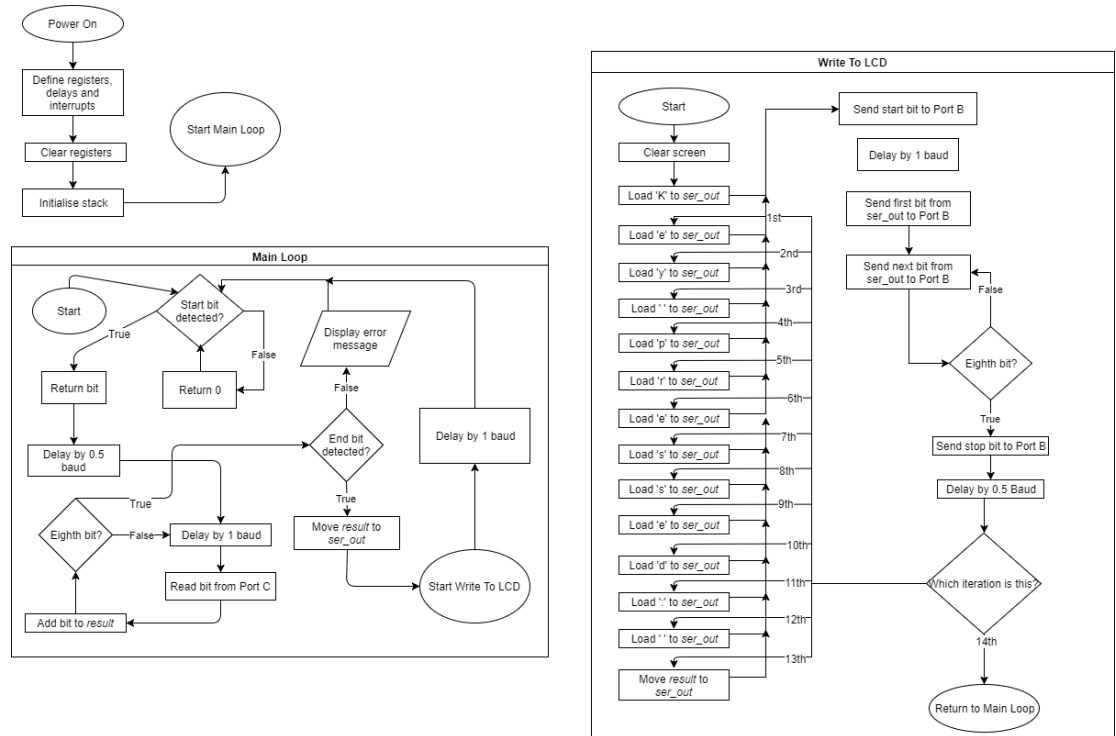 Power On
Define registers,
delays and
interrupts
Clear registers
Initialise stack
Start Main Loop
Main Loop
Start
Start bit
detected?
True
False
Return bit
Return 0
Delay by 0.5
baud
Eighth bit?
True
False
Delay by 1 baud
Read bit from Port C
Add bit to result
Display error
message
False
End bit
detected?
True
Move result to
ser_out
Delay by 1 baud
Start Write To LCD
Write To LCD
Start
Clear screen
Load 'K' to ser_out
1st
Load 'e' to ser_out
2nd
Load 'y' to ser_out
3rd
Load ' ' to ser_out
4th
Load 'p' to ser_out
5th
Load 'r' to ser_out
6th
Load 'e' to ser_out
7th
Load 's' to ser_out
8th
Load 's' to ser_out
9th
Load 'e' to ser_out
10th
Load 'd' to ser_out
11th
Load ':' to ser_out
12th
Load ' ' to ser_out
13th
Move result to
ser_out
Send start bit to Port B
Delay by 1 baud
Send first bit from
ser_out to Port B
Send next bit from
ser_out to Port B
False
Eighth bit?
True
Send stop bit to Port B
Delay by 0.5 Baud
Which iteration is this?
14th
Return to Main Loop